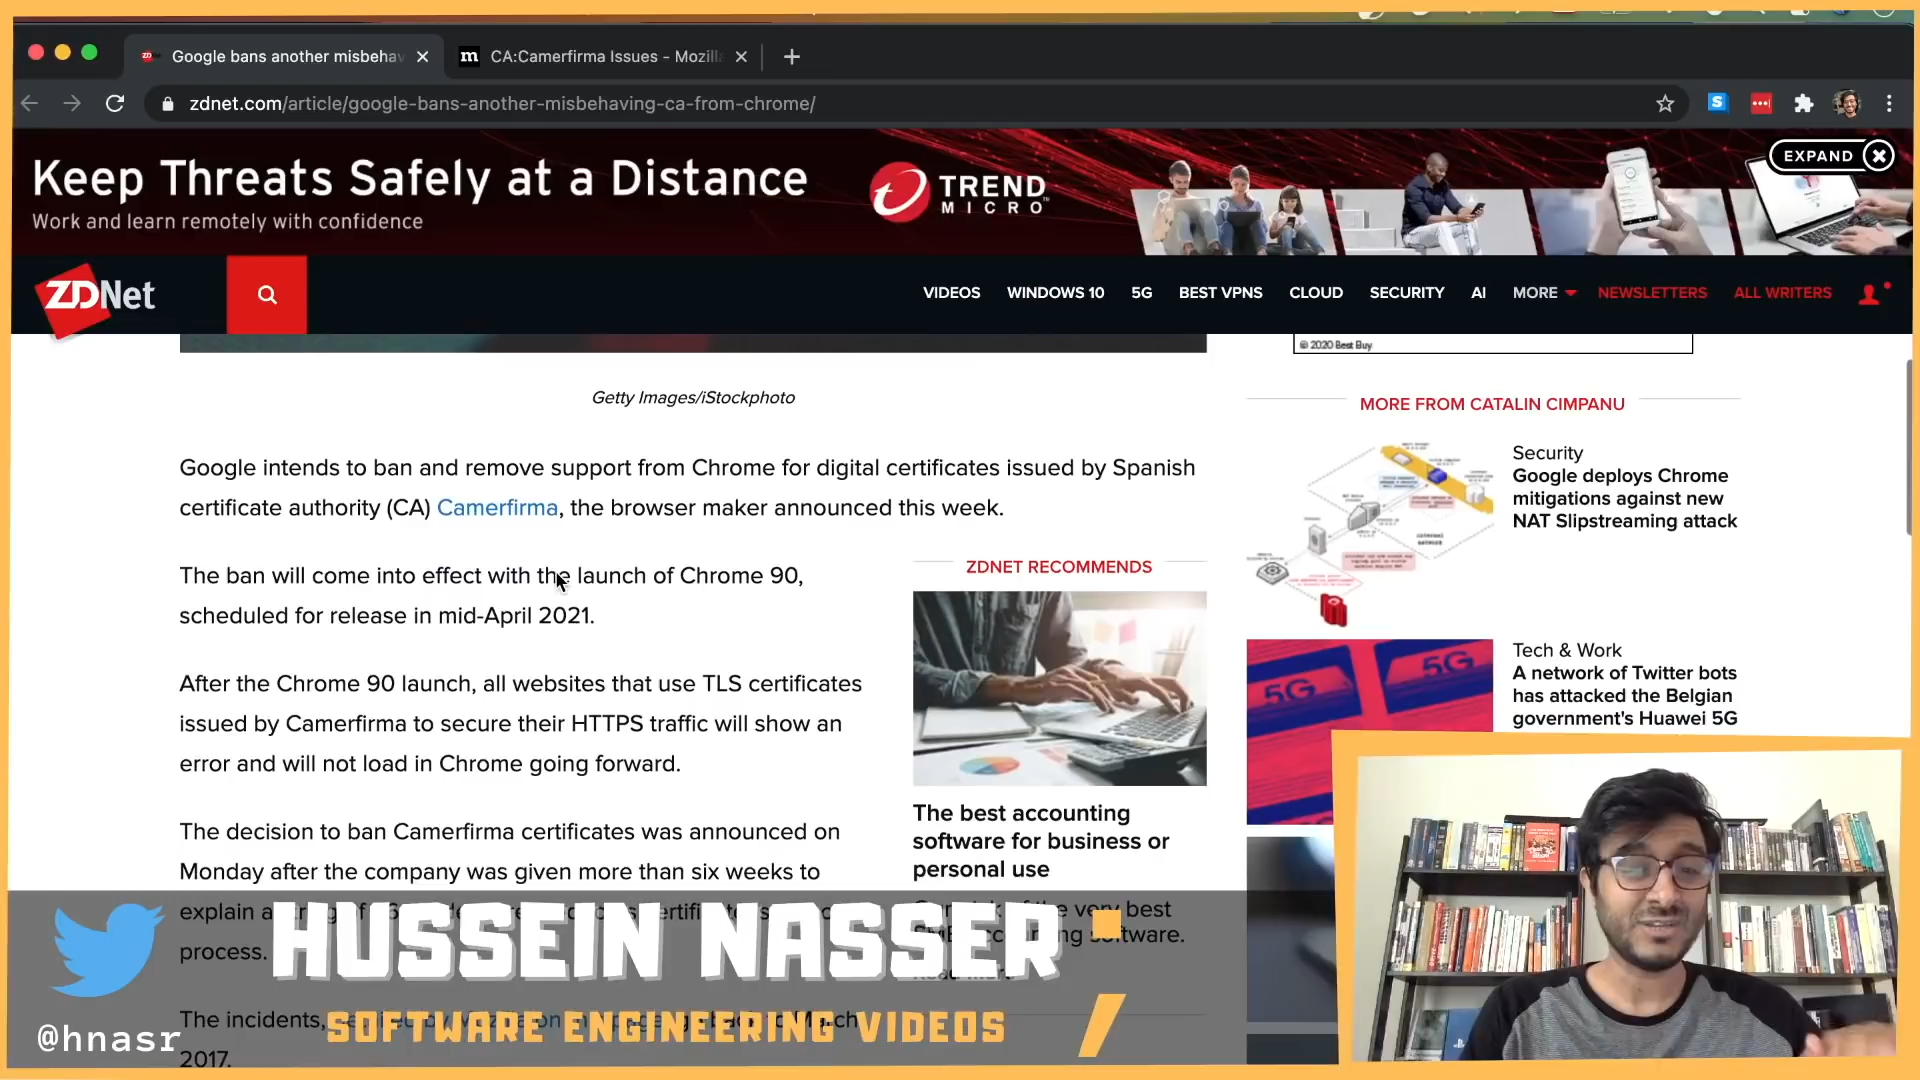 Google bans another misbehav
CA:Camerfirma Issues - Mozill
zdnet.com/article/google-bans-another-misbehaving-ca-from-chrome/
Keep Threats Safely at a Distance
Work and learn remotely with confidence
TREND
MICRO
EXPAND
ZDNet
VIDEOS WINDOWS 10 5G BEST VPNS CLOUD SECURITY AI MORE NEWSLETTERS ALL WRITERS
© 2020 Best Buy
Getty Images/iStockphoto
Google intends to ban and remove support from Chrome for digital certificates issued by Spanish
certificate authority (CA) Camerfirma, the browser maker announced this week.
The ban will come into effect with the launch of Chrome 90,
scheduled for release in mid-April 2021.
After the Chrome 90 launch, all websites that use TLS certificates
issued by Camerfirma to secure their HTTPS traffic will show an
error and will not load in Chrome going forward.
The decision to ban Camerfirma certificates was announced on
Monday after the company was given more than six weeks to
explain a
process.
The incidents,
March
2017.
ZDNET RECOMMENDS
The best accounting
software for business or
personal use
very best
software.
MORE FROM CATALIN CIMPANU
Security
Google deploys Chrome
mitigations against new
NAT Slipstreaming attack
5G
5G
Tech & Work
A network of Twitter bots
has attacked the Belgian
government's Huawei 5G
HUSSEIN NASSER
SOFTWARE ENGINEERING VIDEOS
@hnasr